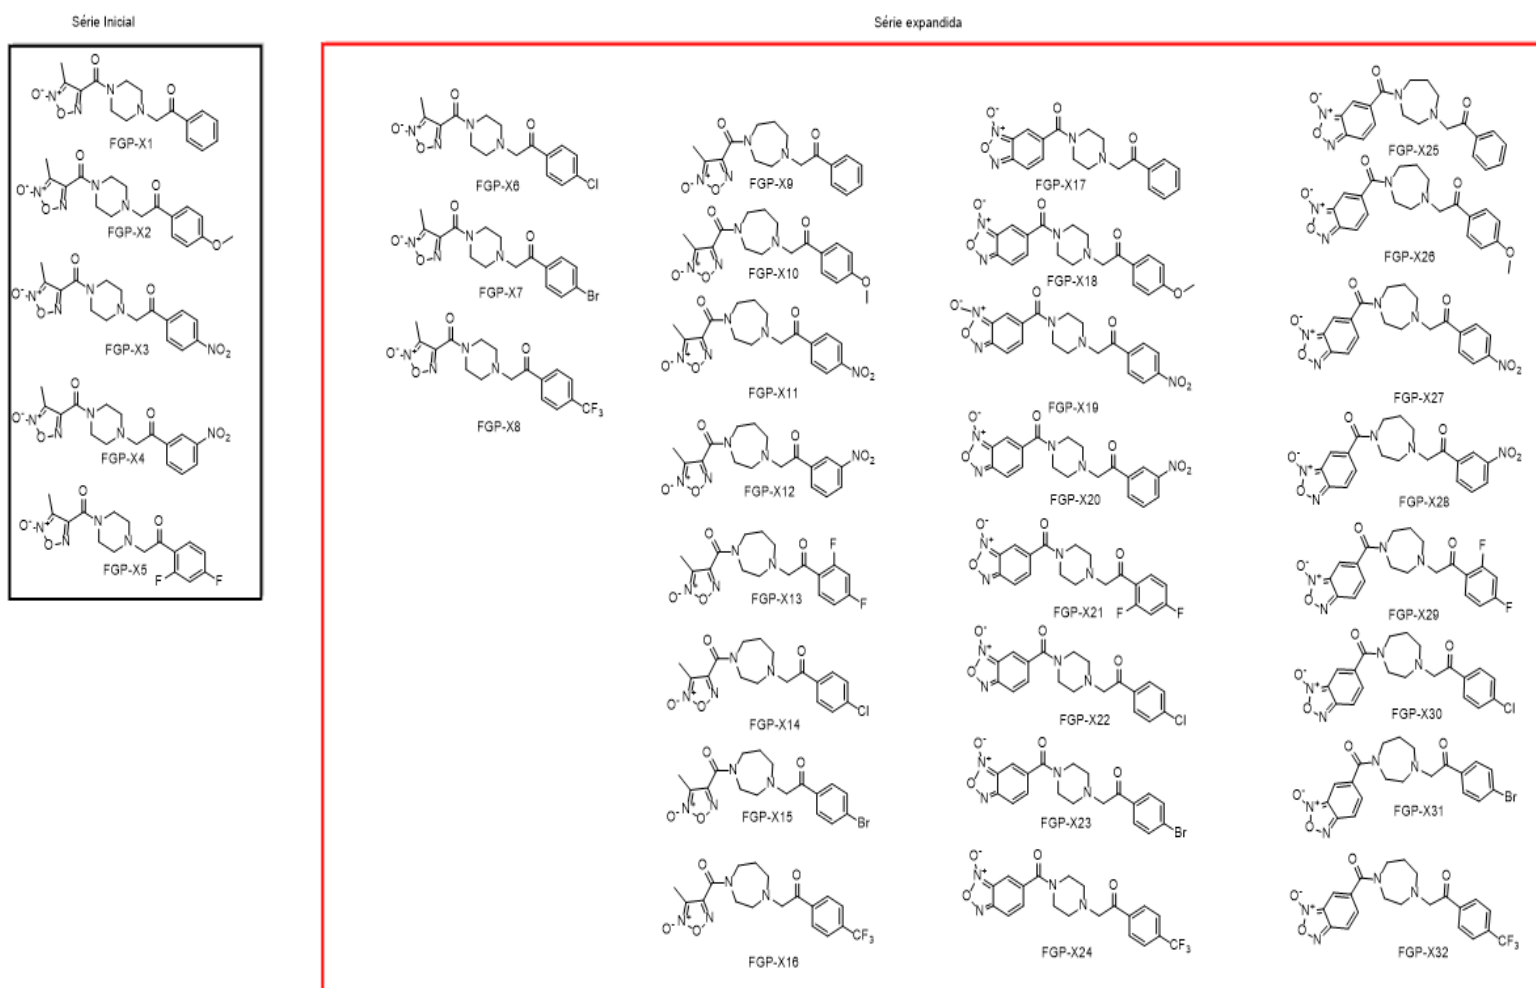 Série Inicial
Série expandida
FGP-X1
FGP-X2
FGP-X3
FGP-X4
FGP-X5
FGP-X6
FGP-X7
FGP-X8
FGP-X9
FGP-X10
FGP-X11
FGP-X12
FGP-X13
FGP-X14
FGP-X15
FGP-X16
FGP-X17
FGP-X18
FGP-X19
FGP-X20
FGP-X21
FGP-X22
FGP-X23
FGP-X24
FGP-X25
FGP-X26
FGP-X27
FGP-X28
FGP-X29
FGP-X30
FGP-X31
FGP-X32